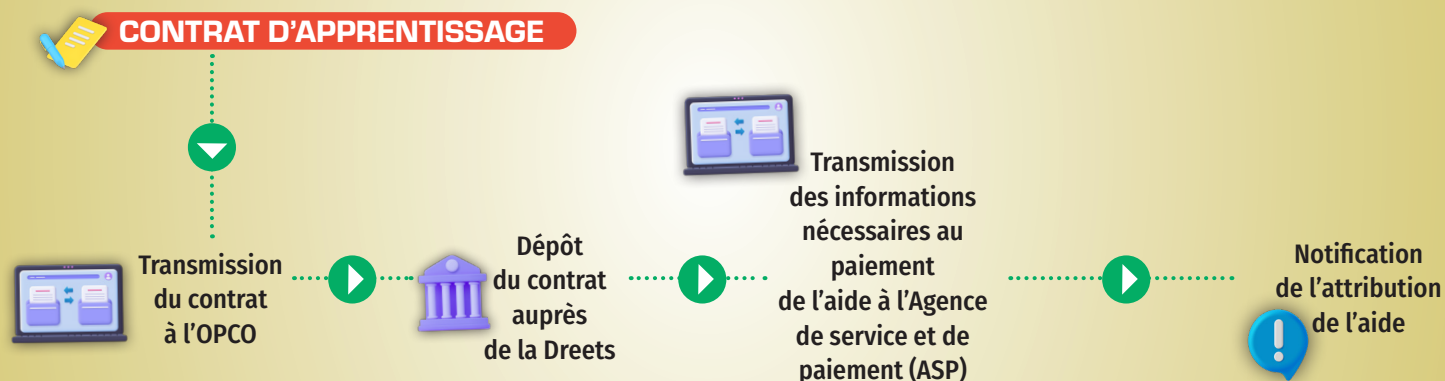 CONTRAT D'APPRENTISSAGE
Transmission
du contrat
à l'OPCO
Dépôt
du contrat
auprès
de la Dreets
Transmission
des informations
nécessaires au
paiement
de l'aide à l'Agence
de service et de
paiement (ASP)
Notification
de l'attribution
de l'aide